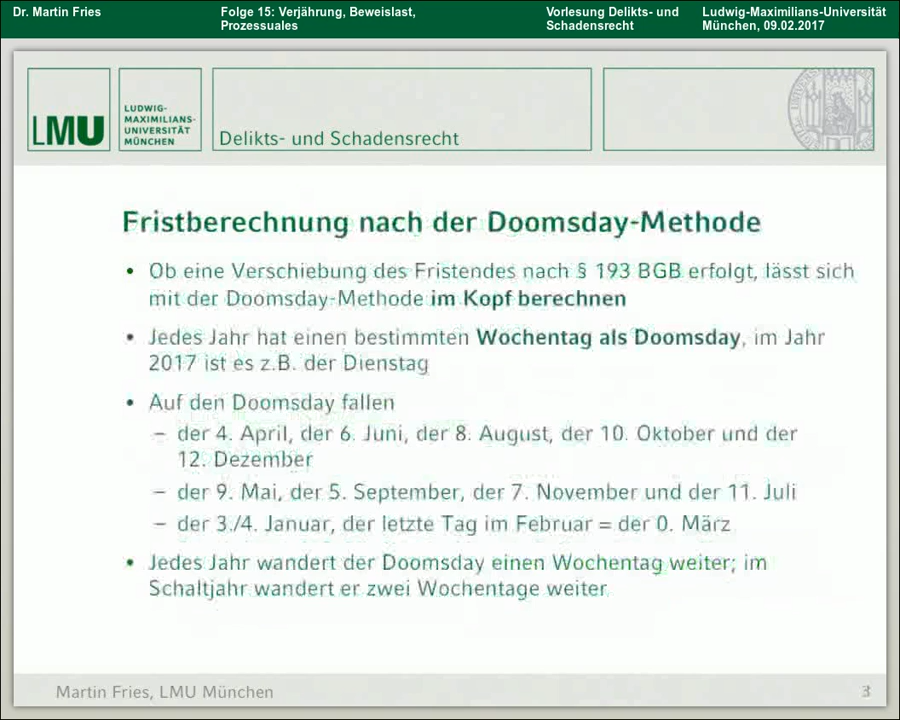 Dr. Martin Fries
Folge 15: Verjährung, Beweislast,
Prozessuales
Vorlesung Delikts- und
Schadensrecht
Ludwig-Maximilians-Universität
München, 09.02.2017
LMU
LUDWIG-
MAXIMILIANS-
UNIVERSITÄT
MÜNCHEN
Delikts- und Schadensrecht
Fristberechnung nach der Doomsday-Methode
• Ob eine Verschiebung des Fristendes nach § 193 BGB erfolgt, lässt sich
mit der Doomsday-Methode im Kopf berechnen
• Jedes Jahr hat einen bestimmten Wochentag als Doomsday, im Jahr
2017 ist es z.B. der Dienstag
• Auf den Doomsday fallen
– der 4. April, der 6. Juni, der 8. August, der 10. Oktober und der
12. Dezember
– der 9. Mai, der 5. September, der 7. November und der 11. Juli
– der 3./4. Januar, der letzte Tag im Februar = der 0. März
• Jedes Jahr wandert der Doomsday einen Wochentag weiter; im
Schaltjahr wandert er zwei Wochentage weiter
Martin Fries, LMU München
3